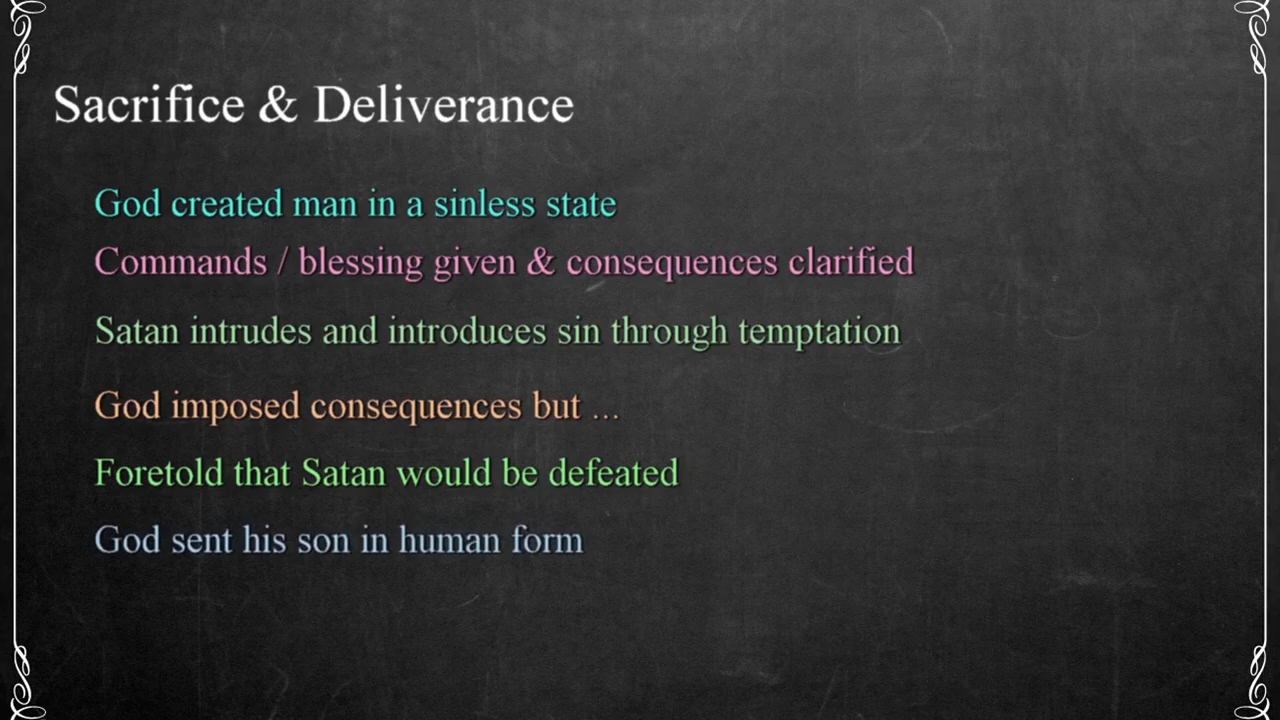 Sacrifice & Deliverance
God created man in a sinless state
Commands / blessing given & consequences clarified
Satan intrudes and introduces sin through temptation
God imposed consequences but ...
Foretold that Satan would be defeated
God sent his son in human form